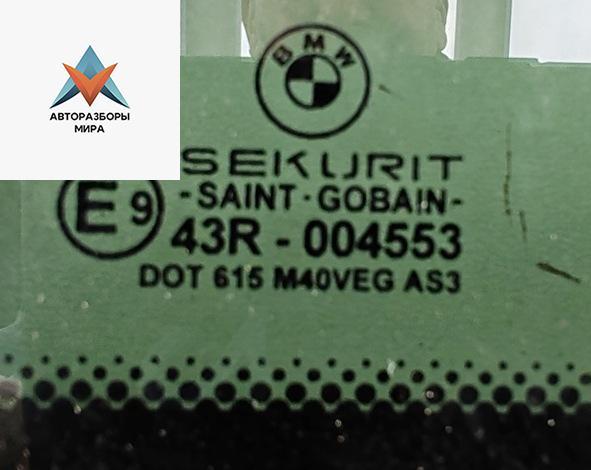 BMW
АВТОРАЗБОРЫ
МИРА
SEKURIT
E9
-SAINT-GOBAIN-
43R - 004553
DOT 615 M40VEG AS3